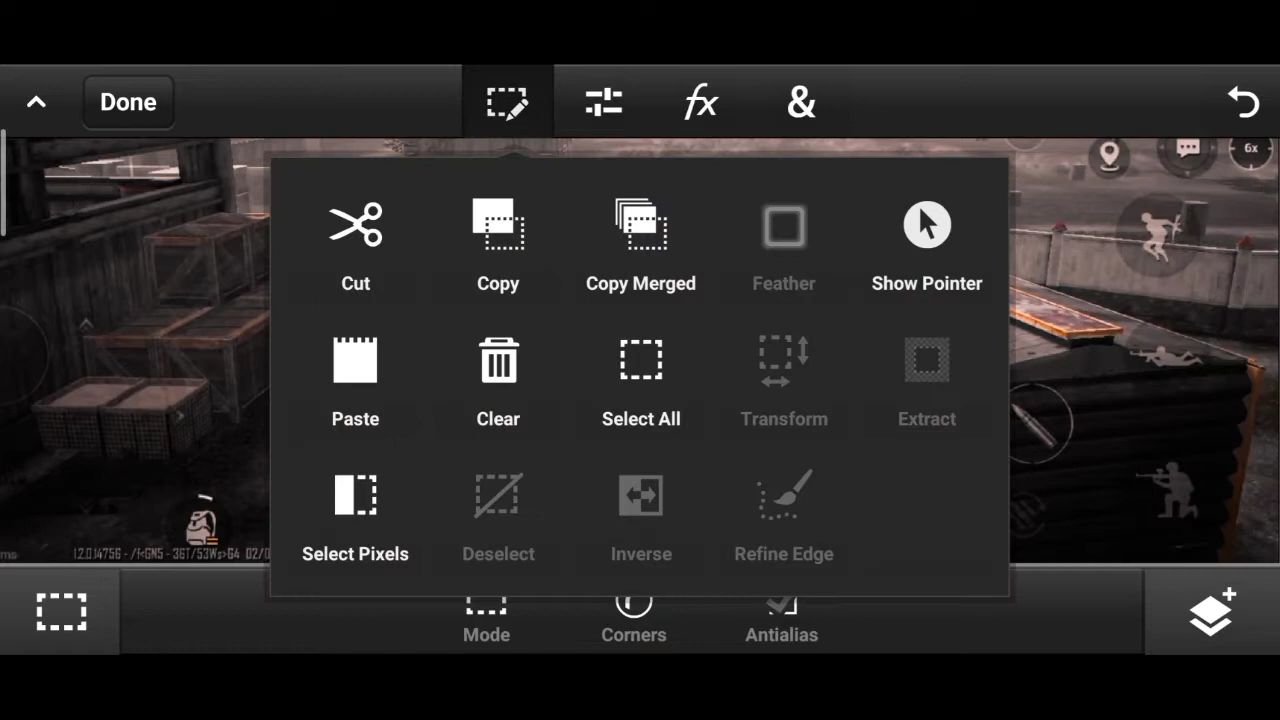 Done
fx
&
6x
Cut
Copy
Copy Merged
Feather
Show Pointer
Paste
Clear
Select All
Transform
Extract
Select Pixels
Deselect
Inverse
Refine Edge
Mode
Corners
Antialias